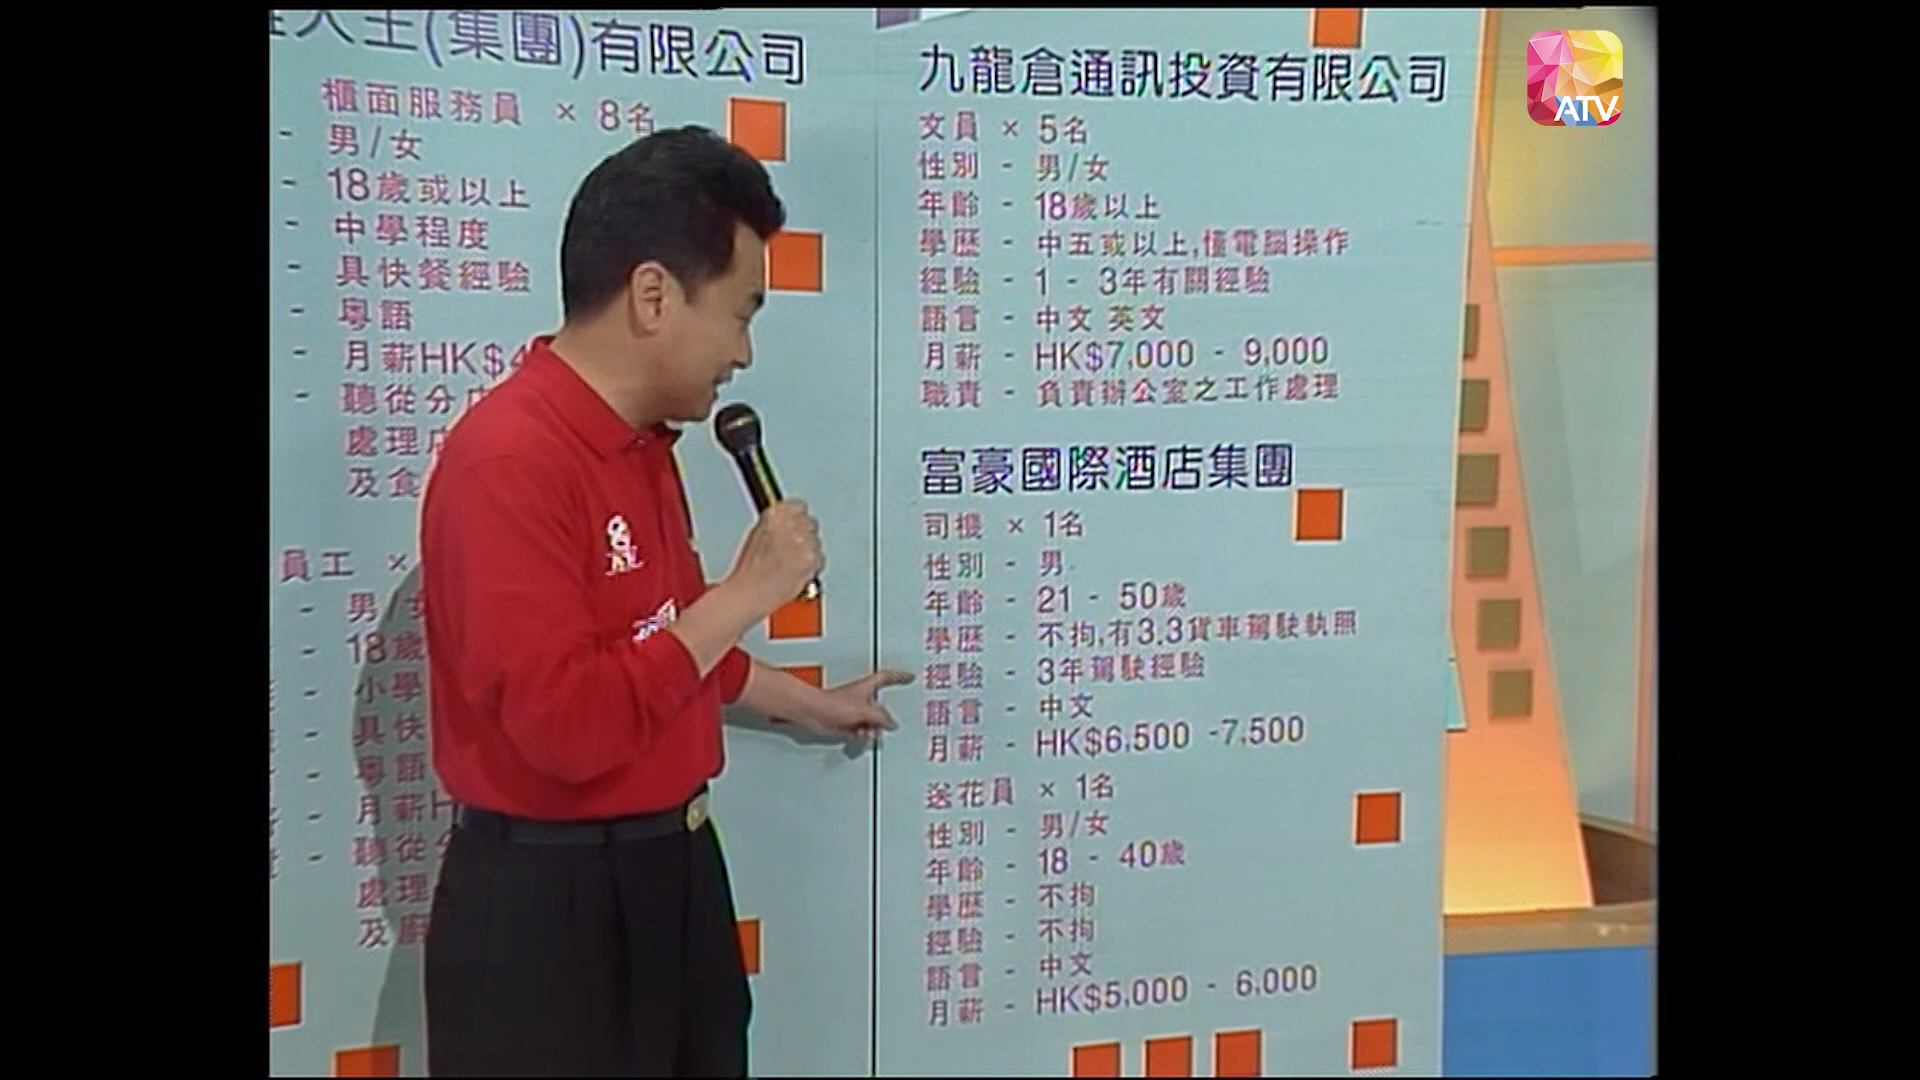 人王(集團)有限公司
櫃面服務員 × 8名
- 男/女
- 18歲或以上
- 中學程度
- 具快餐經驗
- 粵語
- 月薪HK$4
- 聽從分店
處理店
及食
員工 ×
- 男/女
- 18歲
- 小學
- 具快
- 粵語
- 月薪H
- 聽從分
處理
及廚
九龍倉通訊投資有限公司
文員 × 5名
性別 - 男/女
年齡 - 18歲以上
學歷 - 中五或以上,懂電腦操作
經驗 - 1 - 3年有關經驗
語言 - 中文 英文
月薪 - HK$7,000 - 9,000
職責 - 負責辦公室之工作處理
富豪國際酒店集團
司機 × 1名
性別 - 男
年齡 - 21 - 50歲
學歷 - 不拘,有3.3貨車駕駛執照
經驗 - 3年駕駛經驗
語言 - 中文
月薪 - HK$6,500 -7,500
送花員 × 1名
性別 - 男/女
年齡 - 18 - 40歲
學歷 - 不拘
經驗 - 不拘
語言 - 中文
月薪 - HK$5,000 - 6,000
ATV